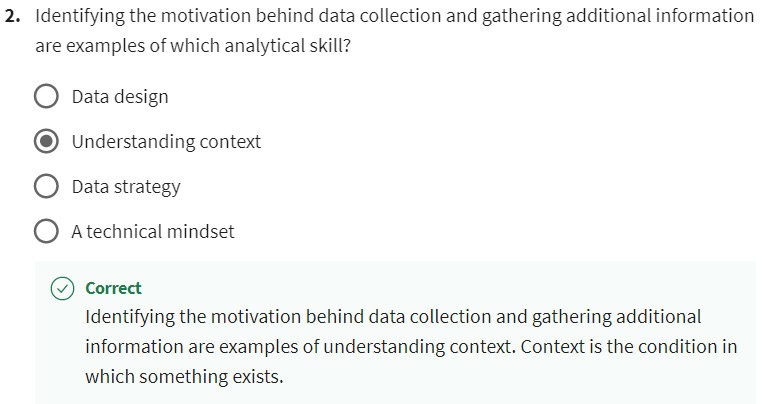 2. Identifying the motivation behind data collection and gathering additional information
are examples of which analytical skill?
Data design
Understanding context
Data strategy
A technical mindset
Correct
Identifying the motivation behind data collection and gathering additional
information are examples of understanding context. Context is the condition in
which something exists.